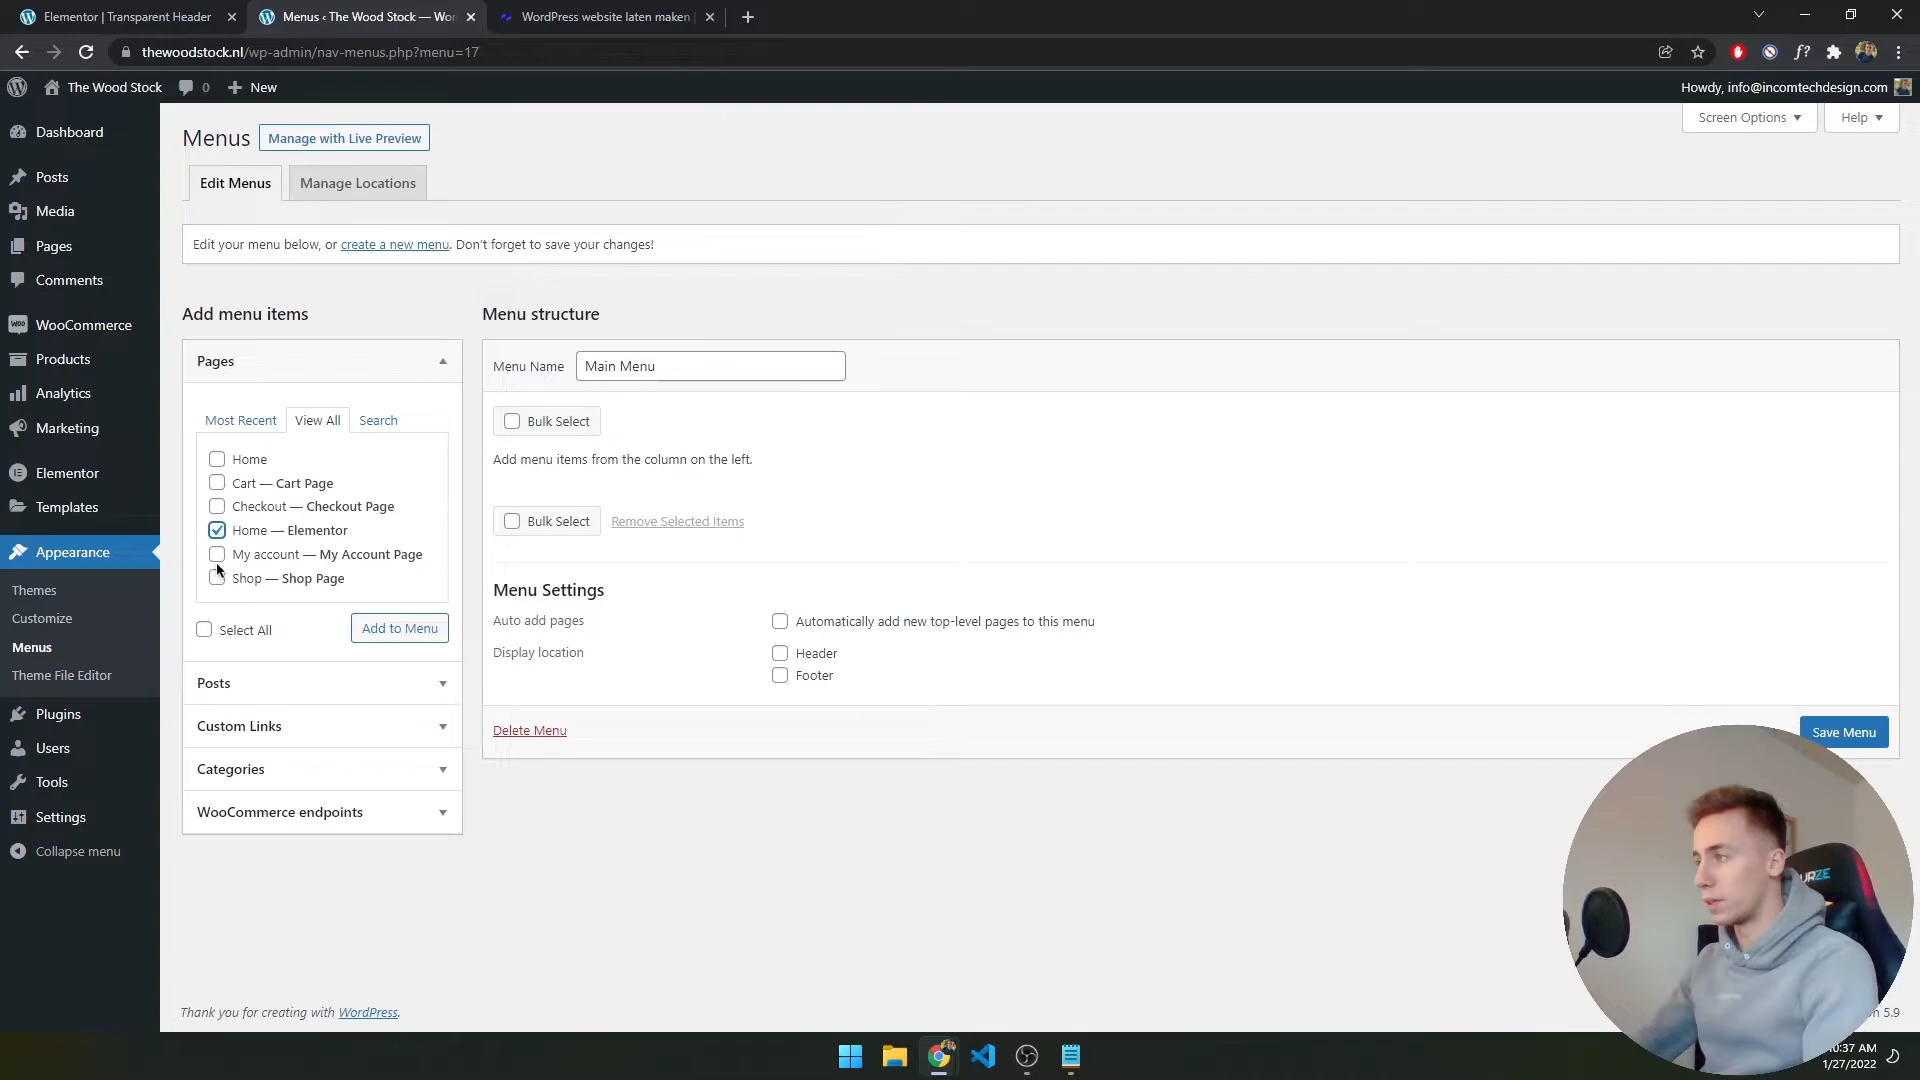 Elementor | Transparent Header
Menus ‹ The Wood Stock — Wor
WordPress website laten maken |
thewoodstock.nl/wp-admin/nav-menus.php?menu=17
The Wood Stock
0
New
Howdy, info@incomtechdesign.com
Dashboard
Posts
Media
Pages
Comments
WooCommerce
Products
Analytics
Marketing
Elementor
Templates
Appearance
Themes
Customize
Menus
Theme File Editor
Plugins
Users
Tools
Settings
Collapse menu
Screen Options
Help
Menus
Manage with Live Preview
Edit Menus
Manage Locations
Edit your menu below, or create a new menu. Don't forget to save your changes!
Add menu items
Pages
Most Recent
View All
Search
Home
Cart — Cart Page
Checkout — Checkout Page
Home — Elementor
My account — My Account Page
Shop — Shop Page
Select All
Add to Menu
Posts
Custom Links
Categories
WooCommerce endpoints
Menu structure
Menu Name
Main Menu
Bulk Select
Add menu items from the column on the left.
Bulk Select
Remove Selected Items
Menu Settings
Auto add pages
Automatically add new top-level pages to this menu
Display location
Header
Footer
Delete Menu
Save Menu
Thank you for creating with WordPress.
5.9
0:37 AM
1/27/2022